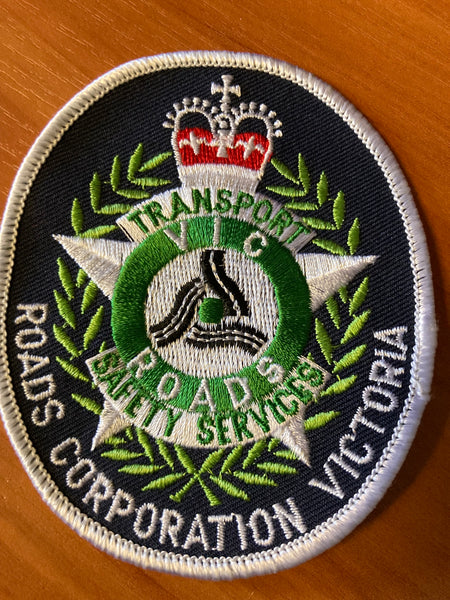 TRANSPORT
VIC
ROADS
SAFETY SERVICES
ROADS CORPORATION VICTORIA